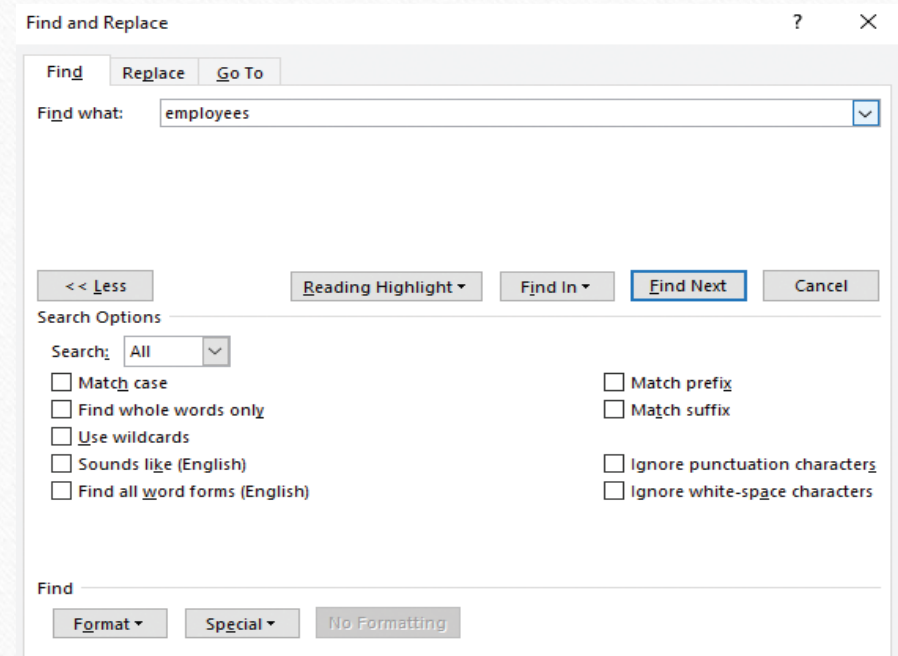 Find and Replace ?
Find Replace Go To
Find what: employees
<< Less Reading Highlight Find In Find Next Cancel
Search Options
Search: All
Match case Match prefix
Find whole words only Match suffix
Use wildcards
Sounds like (English) Ignore punctuation characters
Find all word forms (English) Ignore white-space characters
Find
Format Special No Formatting